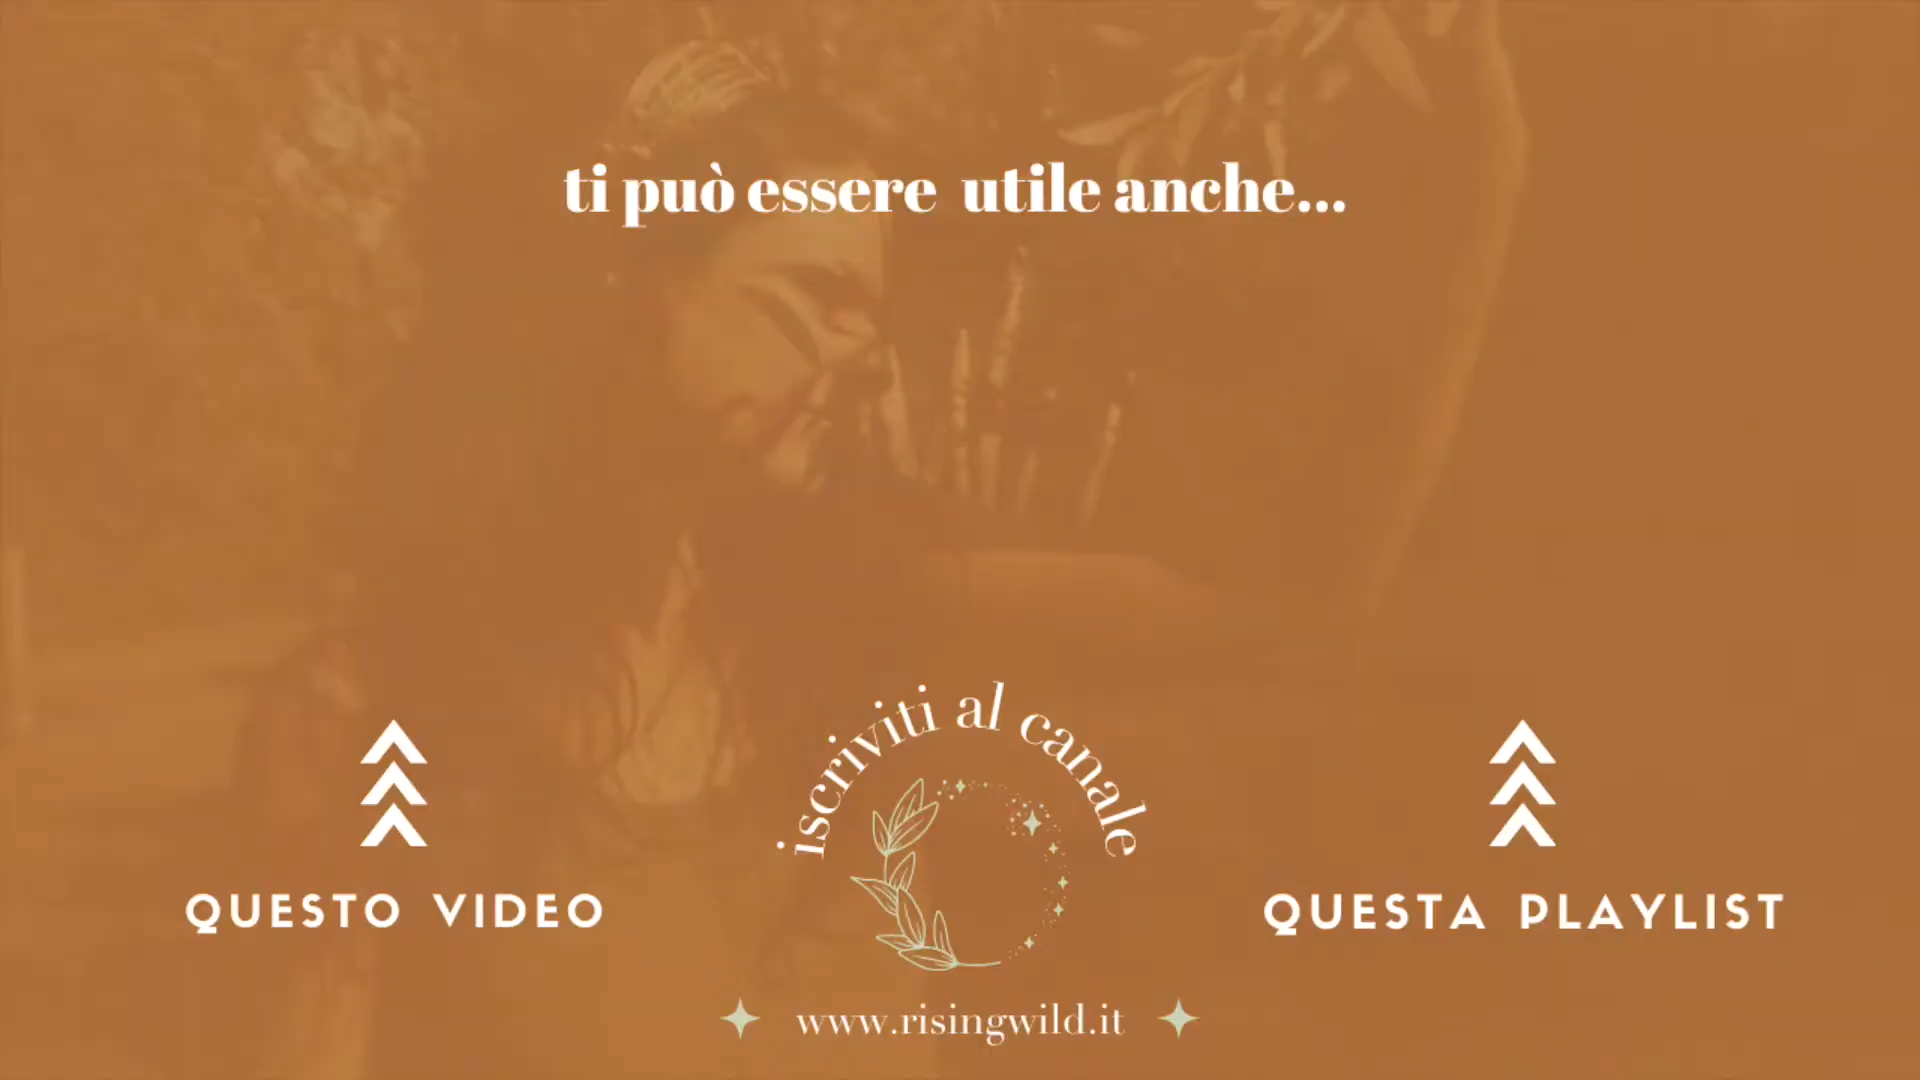 ti può essere utile anche...
iscriviti al canale
QUESTO VIDEO
QUESTA PLAYLIST
www.risingwild.it